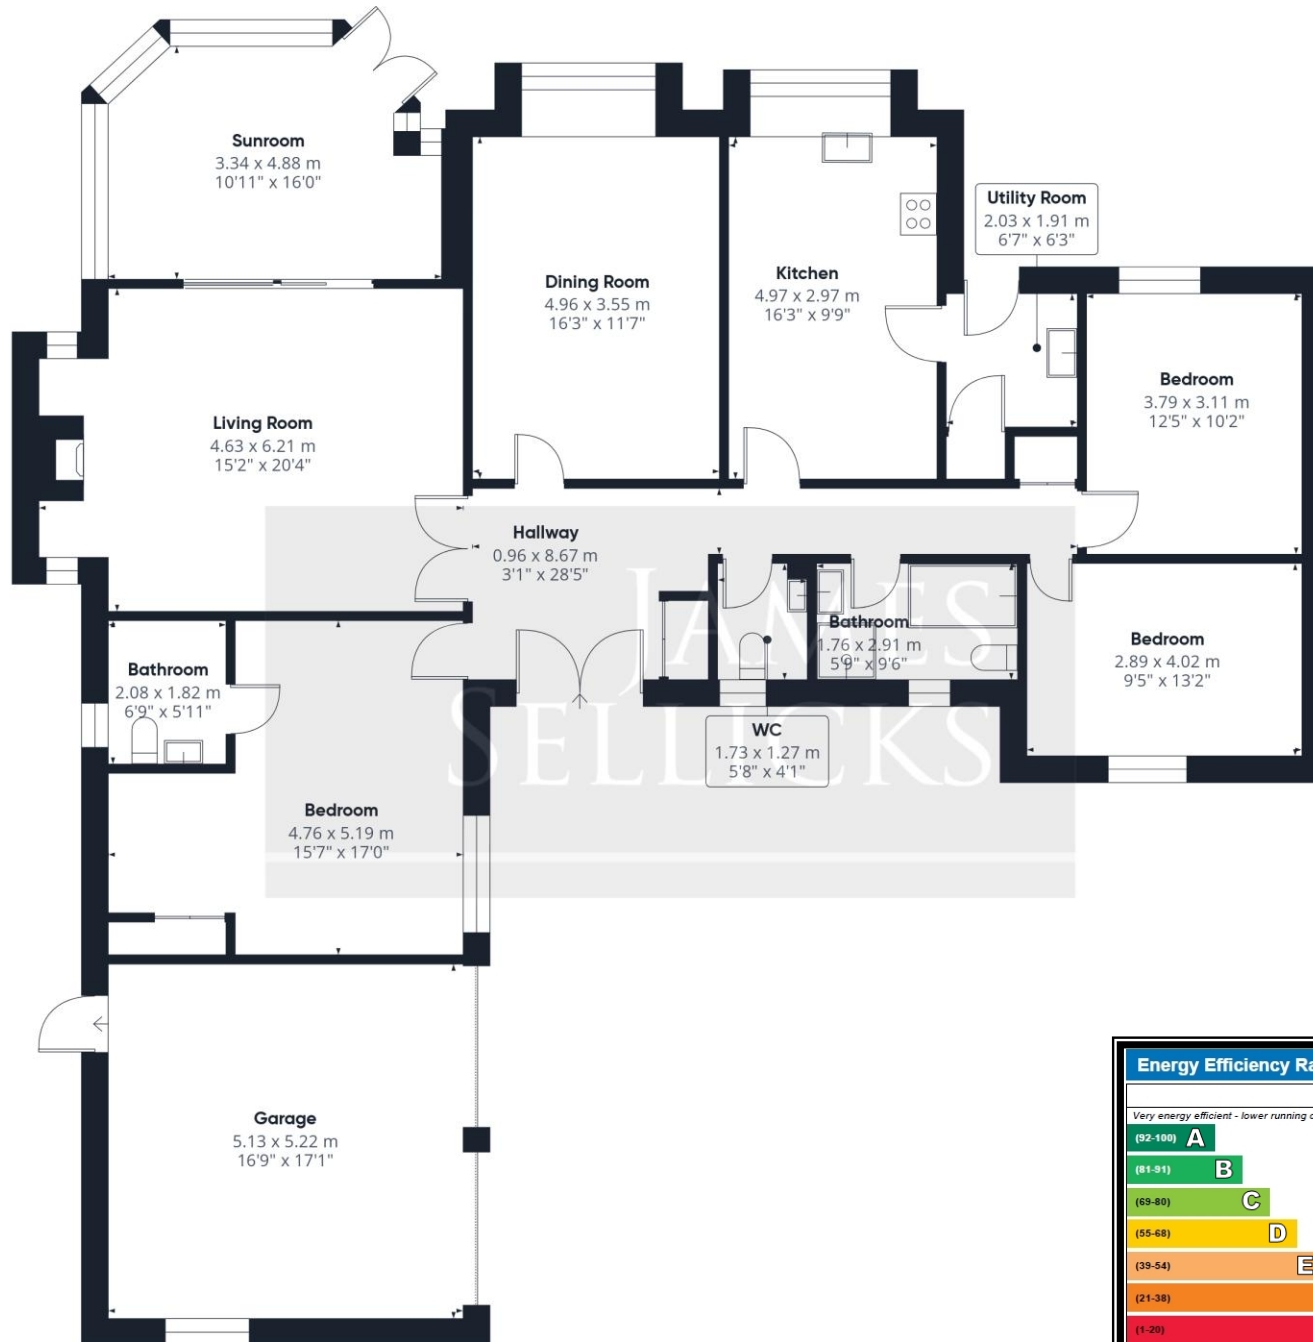 Sunroom
3.34 x 4.88 m
10'11" x 16'0"
Dining Room
4.96 x 3.55 m
16'3" x 11'7"
Kitchen
4.97 x 2.97 m
16'3" x 9'9"
Utility Room
2.03 x 1.91 m
6'7" x 6'3"
Bedroom
3.79 x 3.11 m
12'5" x 10'2"
Living Room
4.63 x 6.21 m
15'2" x 20'4"
Hallway
0.96 x 8.67 m
3'1" x 28'5"
JAMES
SELLICKS
Bathroom
1.76 x 2.91 m
5'9" x 9'6"
Bedroom
2.89 x 4.02 m
9'5" x 13'2"
Bathroom
2.08 x 1.82 m
6'9" x 5'11"
WC
1.73 x 1.27 m
5'8" x 4'1"
Bedroom
4.76 x 5.19 m
15'7" x 17'0"
Garage
5.13 x 5.22 m
16'9" x 17'1"
Energy Efficiency Ra
Very energy efficient - lower running c
(92-100) A
(81-91) B
(69-80) C
(55-68) D
(39-54) E
(21-38)
(1-20)